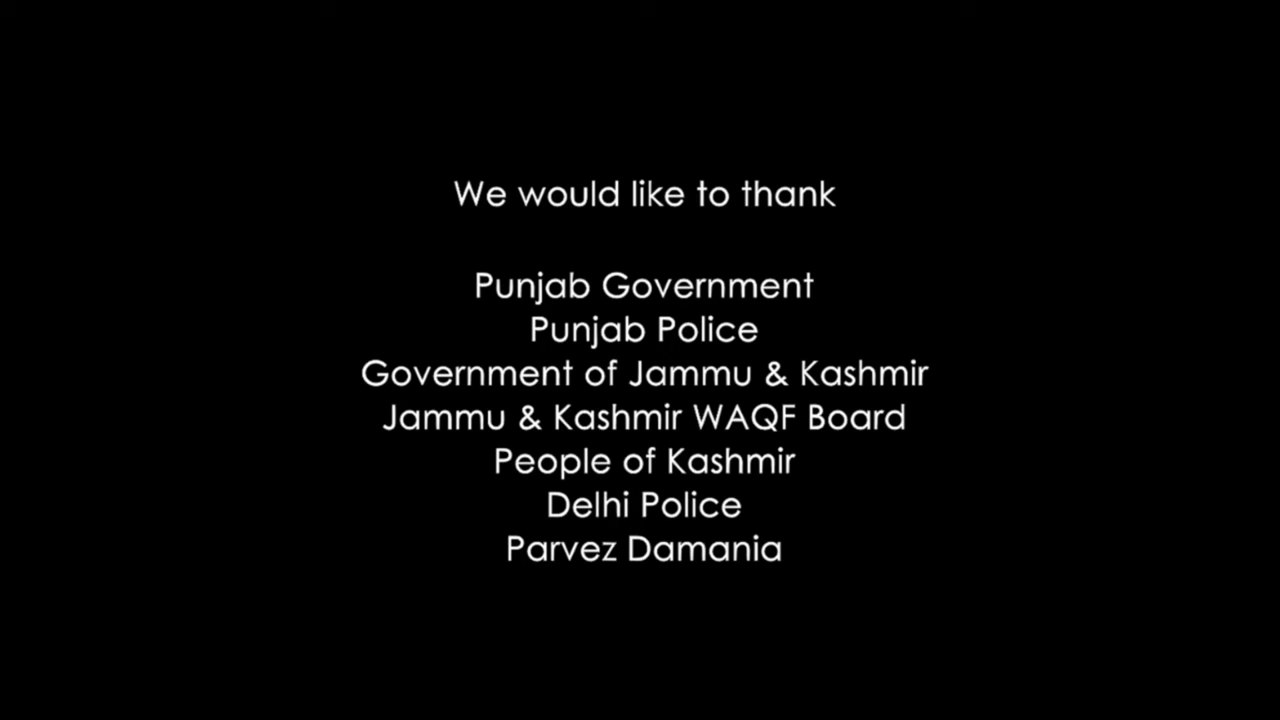 We would like to thank
Punjab Government
Punjab Police
Government of Jammu & Kashmir
Jammu & Kashmir WAQF Board
People of Kashmir
Delhi Police
Parvez Damania